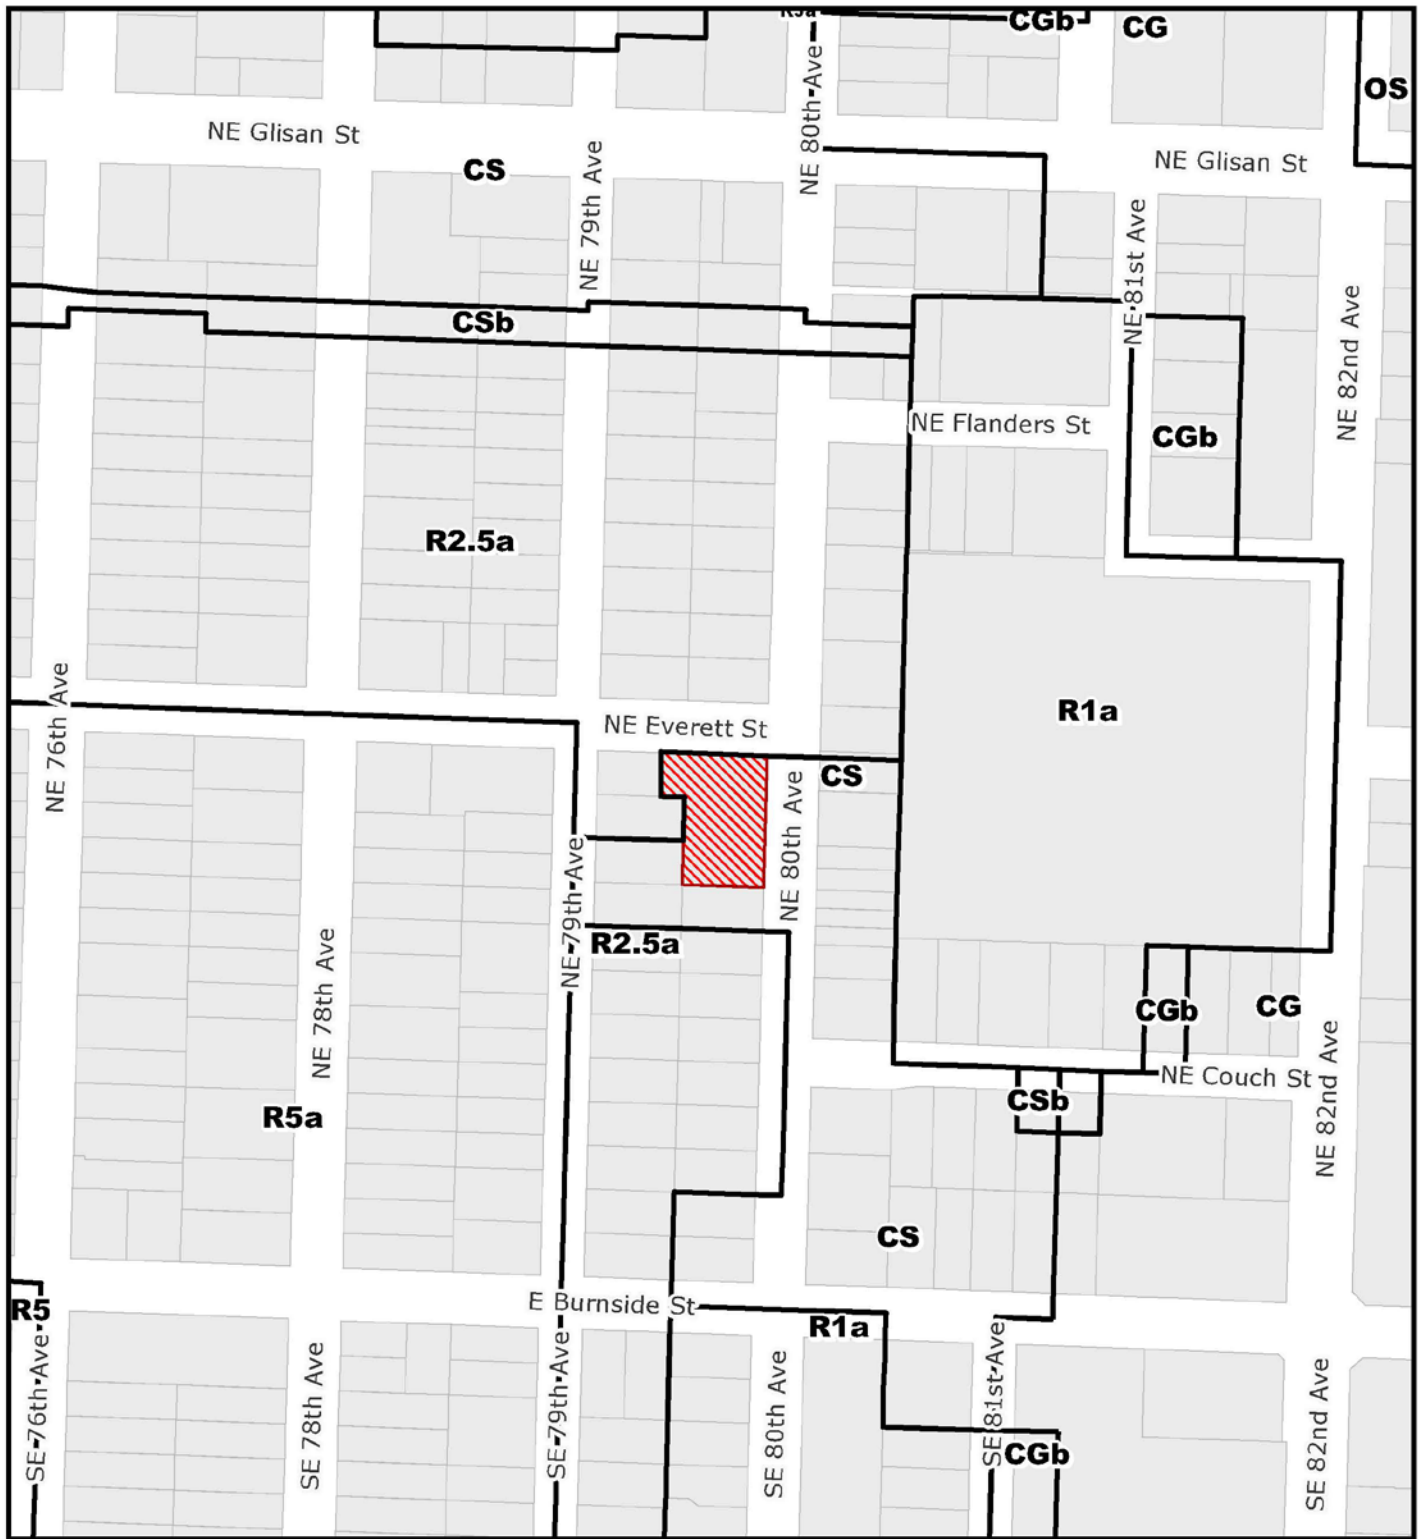 CGb
CG
OS
NE 80th Ave
NE Glisan St
NE Glisan St
CS
NE 79th Ave
NE 81st Ave
NE 82nd Ave
CSb
NE Flanders St
CGb
R2.5a
NE 76th Ave
R1a
NE Everett St
CS
NE 80th Ave
NE 79th Ave
R2.5a
NE 78th Ave
CGb
CG
NE 82nd Ave
NE Couch St
CSb
R5a
CS
E Burnside St
R5
R1a
SE 76th Ave
SE 78th Ave
SE 79th Ave
SE 80th Ave
SE 81st Ave
SE 82nd Ave
CGb